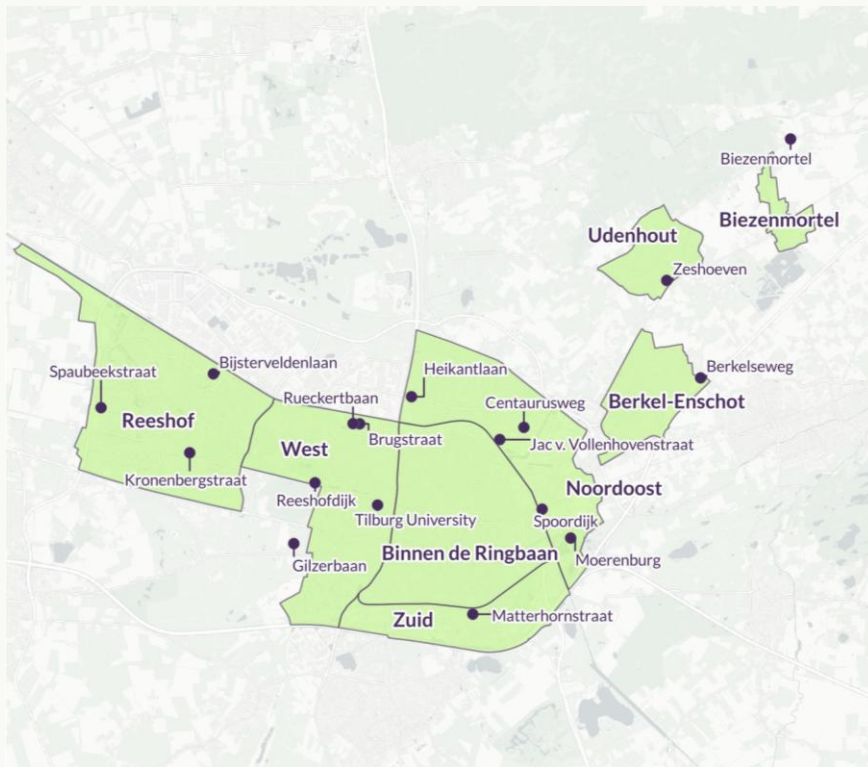 Biezenmortel
Biezenmortel
Udenhout
Zeshoeven
Bijsterveldenlaan
Heikantlaan
Berkelseweg
Spaubeekstraat
Rueckertbaan
Centaurusweg
Berkel-Enschot
Reeshof
Brugstraat
Jac v. Vollenhovenstraat
West
Kronenbergstraat
Noordoost
Reeshofdijk
Tilburg University
Spoordijk
Binnen de Ringbaan
Moerenburg
Gilzerbaan
Zuid
Matterhornstraat